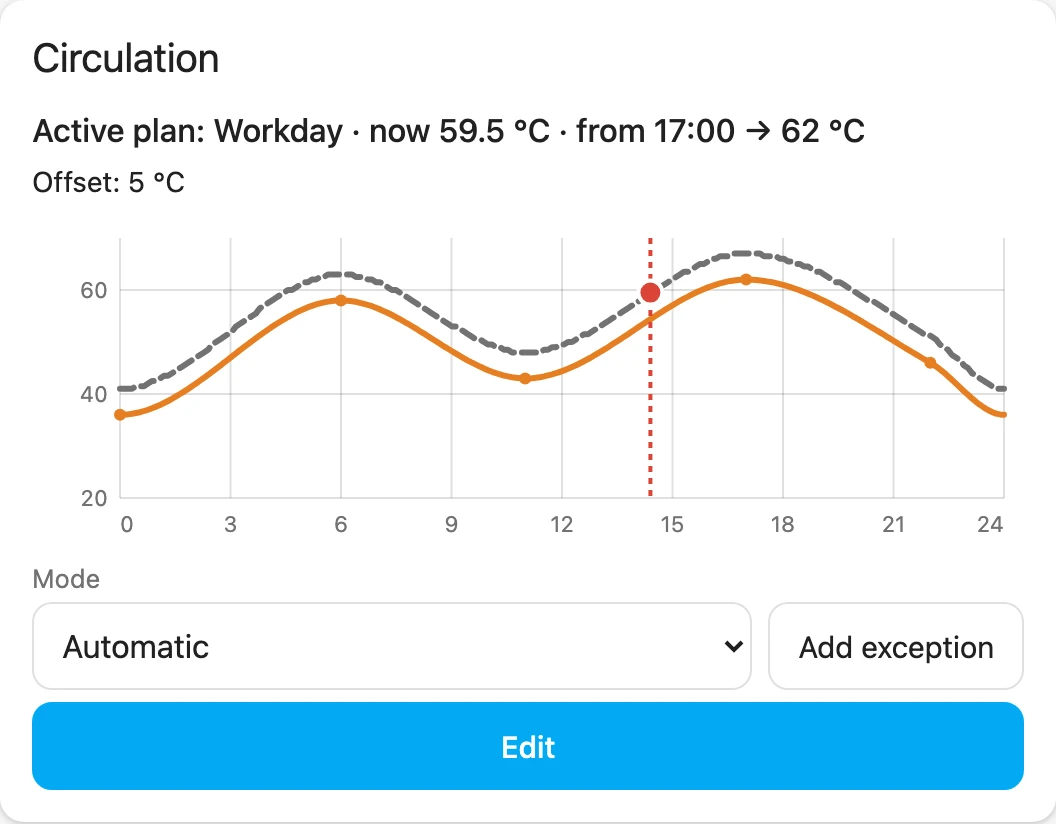 Circulation
Active plan: Workday · now 59.5 °C · from 17:00 → 62 °C
Offset: 5 °C
60
40
20
0 3 6 9 12 15 18 21 24
Mode
Automatic
Add exception
Edit